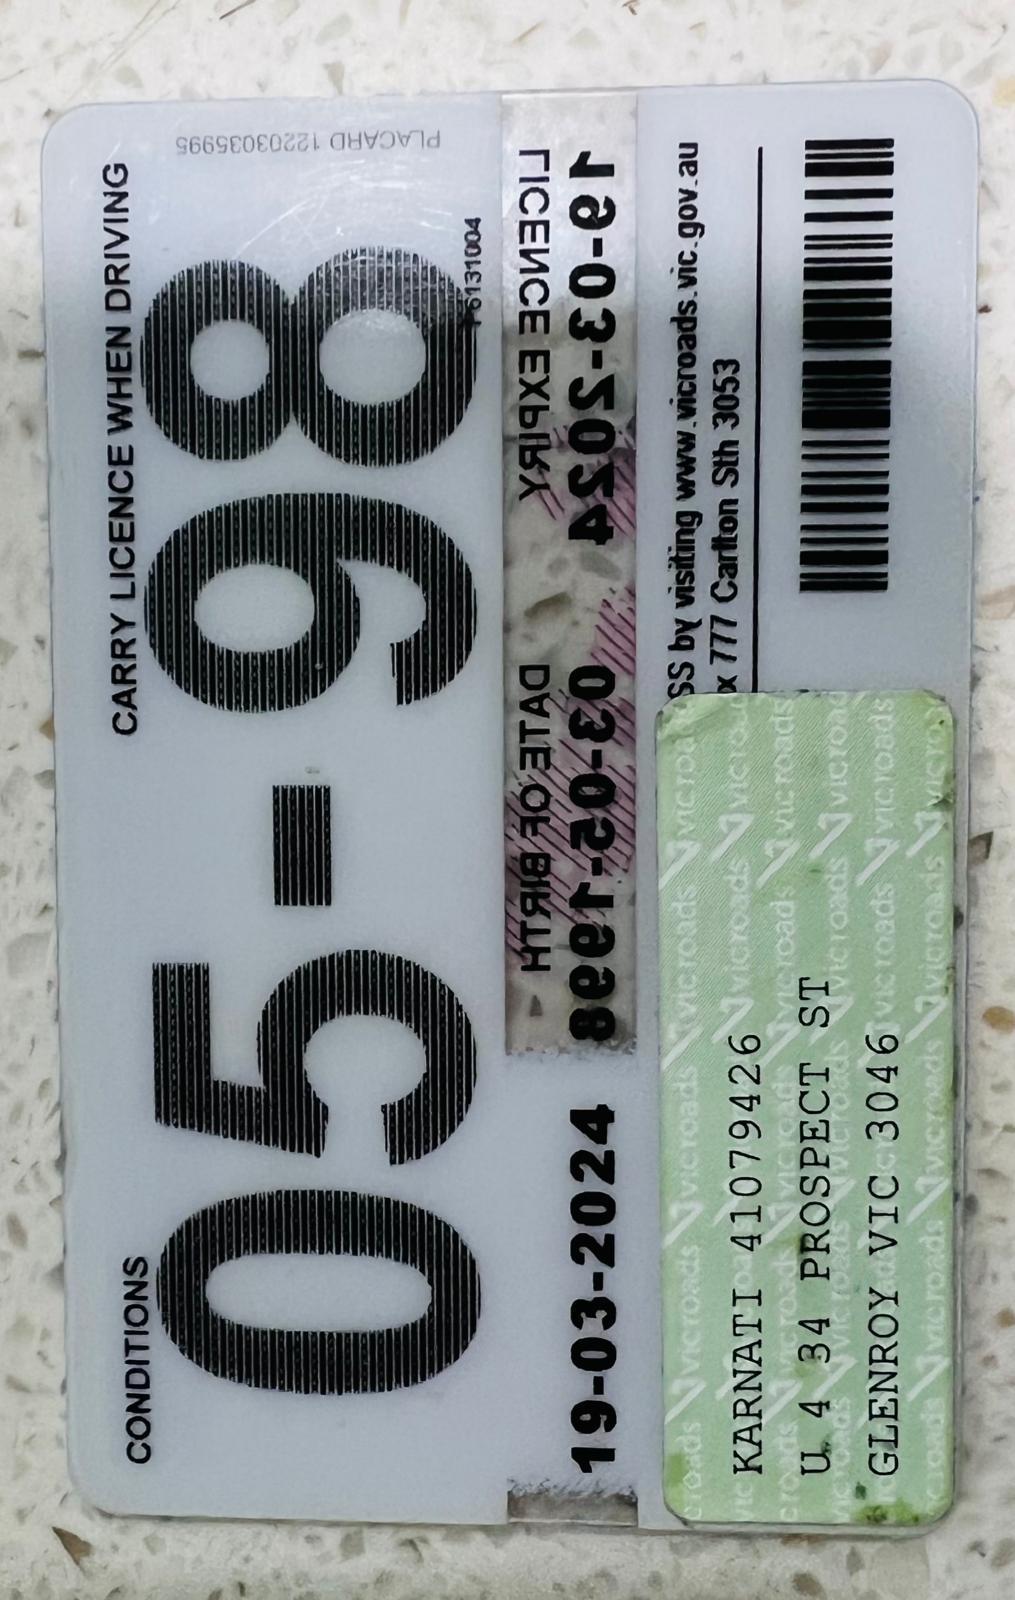 CONDITIONS
CARRY LICENCE WHEN DRIVING
PLACARD 12203035995
05-98
P6131004
LICENCE EXPIRY
DATE OF BIRTH
19-03-2024
19-03-2024
03-05-1998
SS by visiting www.vicroads.vic.gov.au
x 777 Carlton Sth 3053
KARNATI 41079426
U 4 34 PROSPECT ST
GLENROY VIC 3046
vicroads